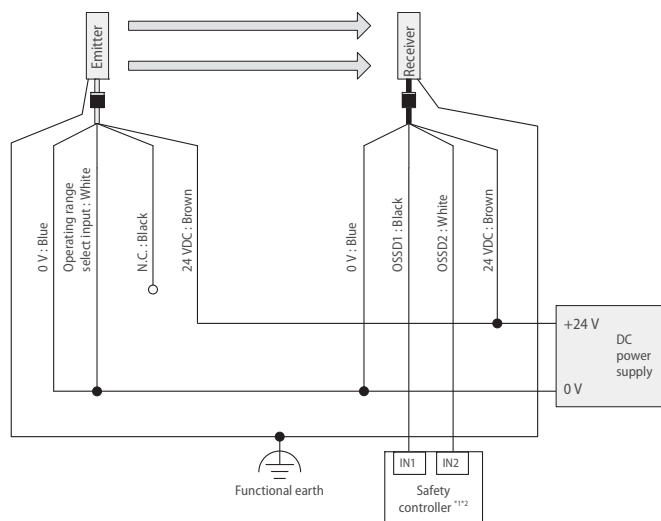 Emitter
Receiver
0 V : Blue
Operating range
select input : White
N.C. : Black
24 VDC : Brown
0 V : Blue
OSSD1 : Black
OSSD2 : White
24 VDC : Brown
+24 V
DC
power
supply
0 V
IN1
IN2
Functional earth
Safety
controller *1*2